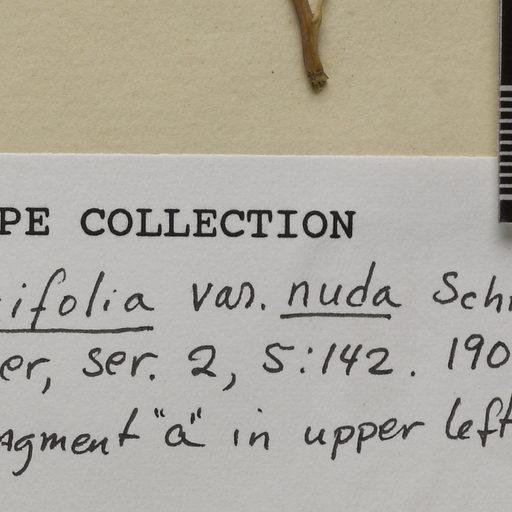 PE COLLECTION
ifolia var. nuda Sch
er, ser. 2, 5:142. 190
agment "a" in upper left